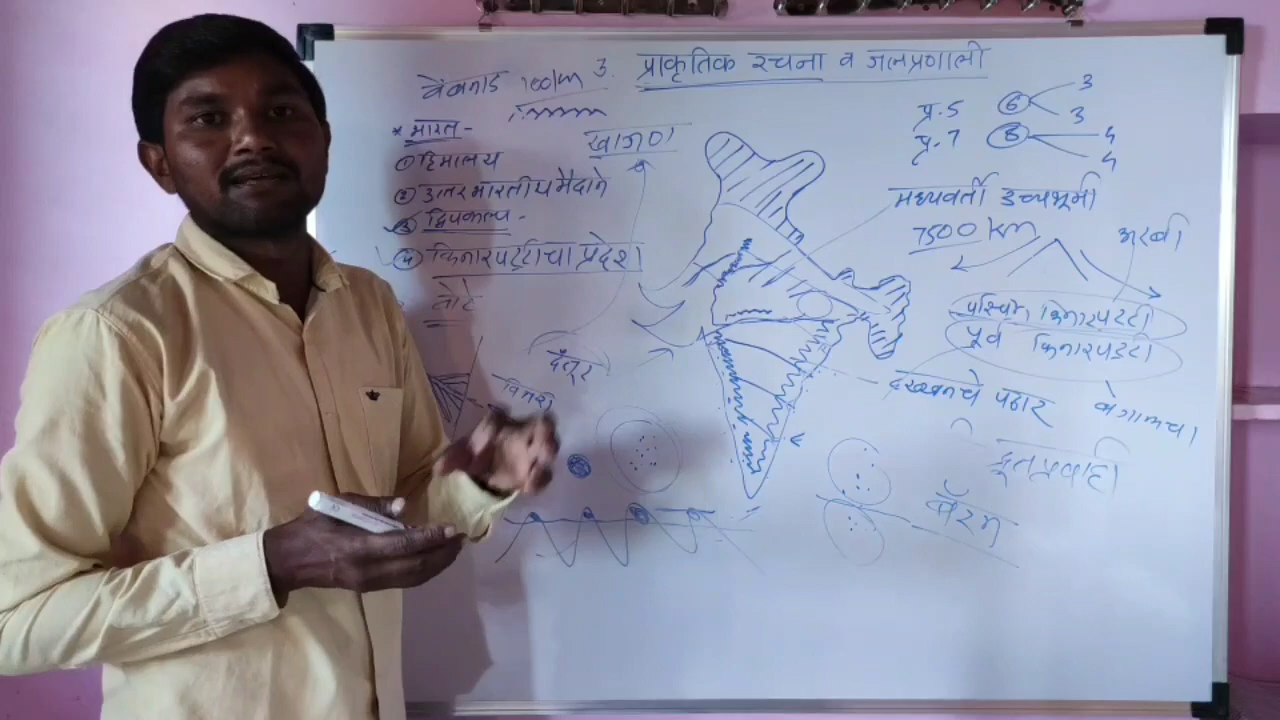 3. प्राकृतिक रचना व जलप्रणाली
वेंबनाड 100/m
* भारत -
① हिमालय
② उत्तर भारतीय मैदाने
③ द्विपकल्प -
④ किनारपट्टीचा प्रदेश
बेटे
खाजण
प्र. 5 6 3 3
प्र. 7 8 4 4
मध्यवर्ती उच्चभूमी
7500 km
अरबी
पश्चिम किनारपट्टी
पूर्व किनारपट्टी
दख्खनचे पठार
बंगालचा